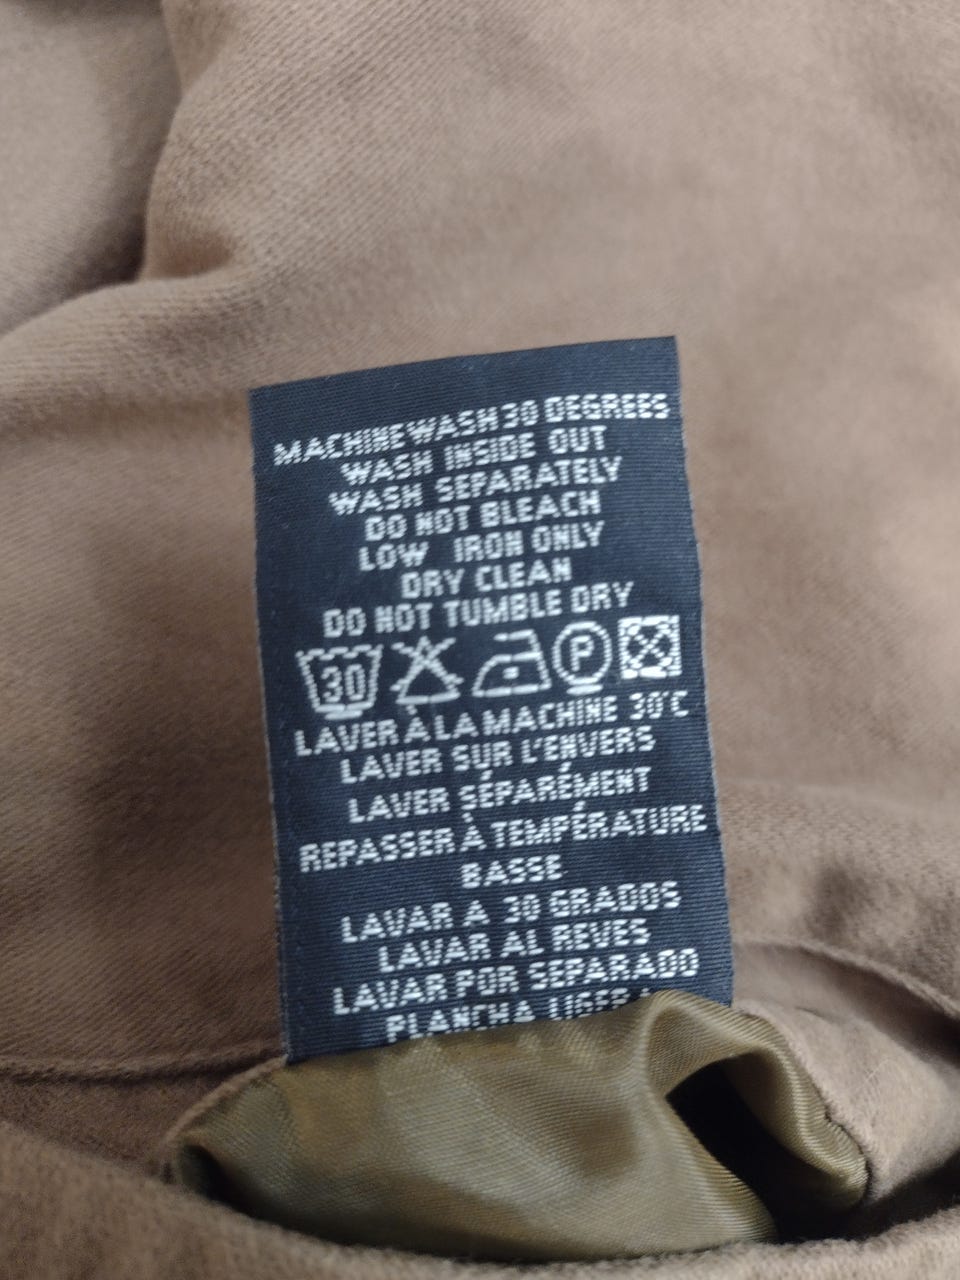 MACHINE WASH 30 DEGREES
WASH INSIDE OUT
WASH SEPARATELY
DO NOT BLEACH
LOW IRON ONLY
DRY CLEAN
DO NOT TUMBLE DRY
30 P
LAVER À LA MACHINE 30°C
LAVER SUR L'ENVERS
LAVER SÉPARÉMENT
REPASSER À TEMPÉRATURE
BASSE
LAVAR A 30 GRADOS
LAVAR AL REVES
LAVAR POR SEPARADO
PLANCHA